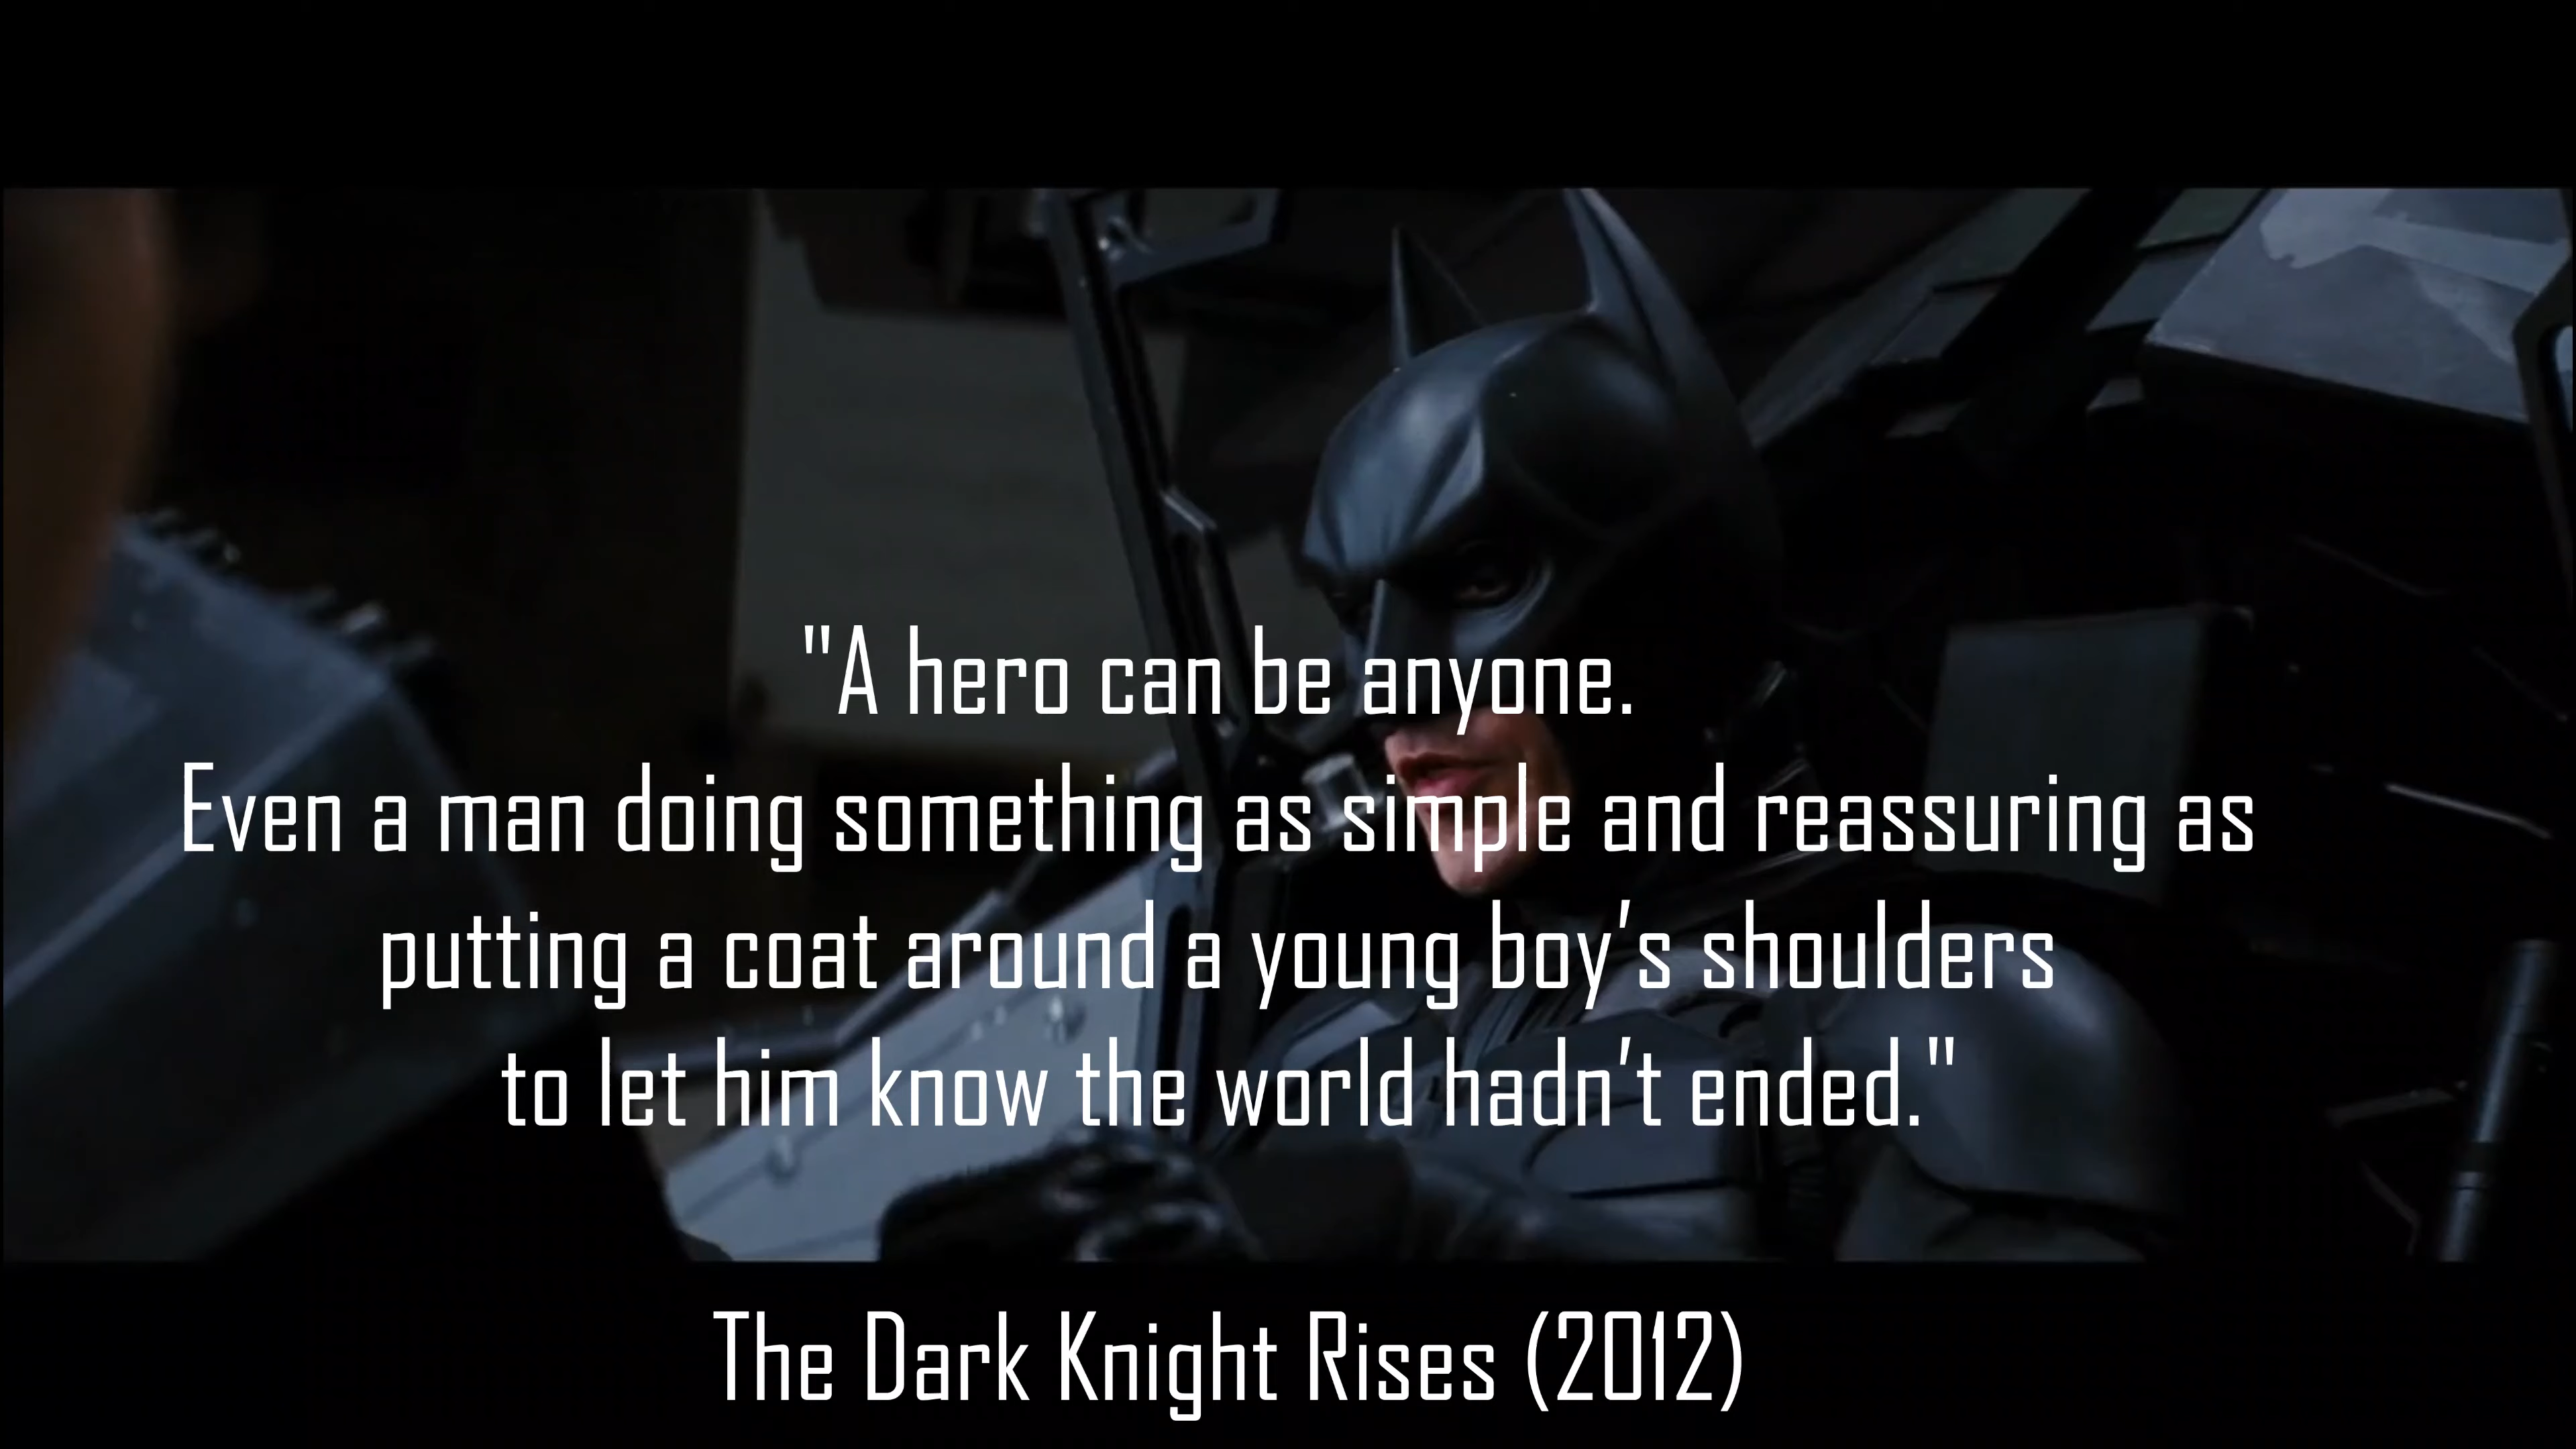 "A hero can be anyone.
Even a man doing something as simple and reassuring as
putting a coat around a young boy’s shoulders
to let him know the world hadn’t ended."
The Dark Knight Rises (2012)